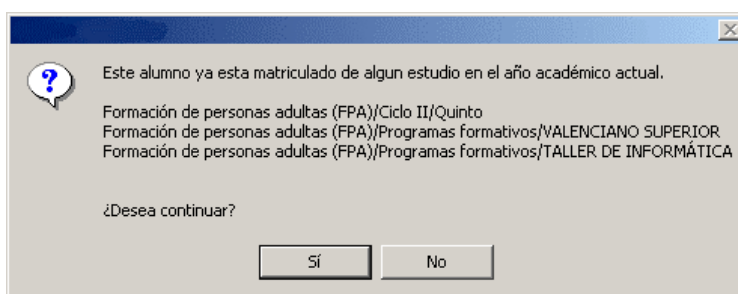 Este alumno ya esta matriculado de algun estudio en el año académico actual.
Formación de personas adultas (FPA)/Ciclo II/Quinto
Formación de personas adultas (FPA)/Programas formativos/VALENCIANO SUPERIOR
Formación de personas adultas (FPA)/Programas formativos/TALLER DE INFORMÁTICA
¿Desea continuar?
Sí
No